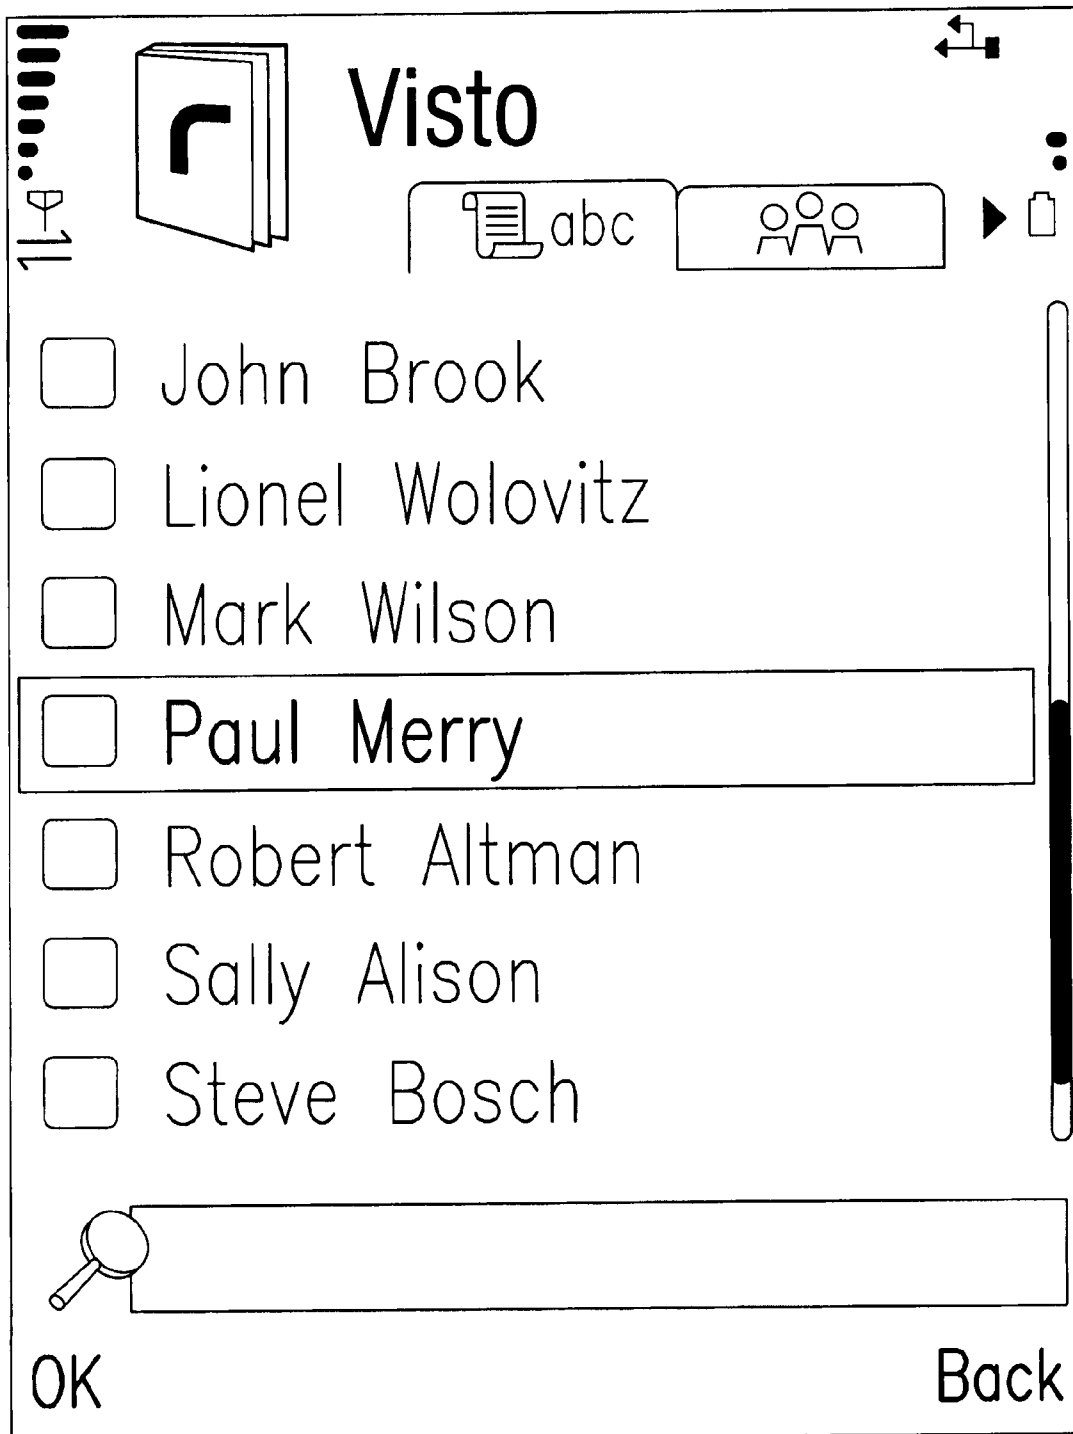 Visto
abc
John Brook
Lionel Wolovitz
Mark Wilson
Paul Merry
Robert Altman
Sally Alison
Steve Bosch
OK
Back